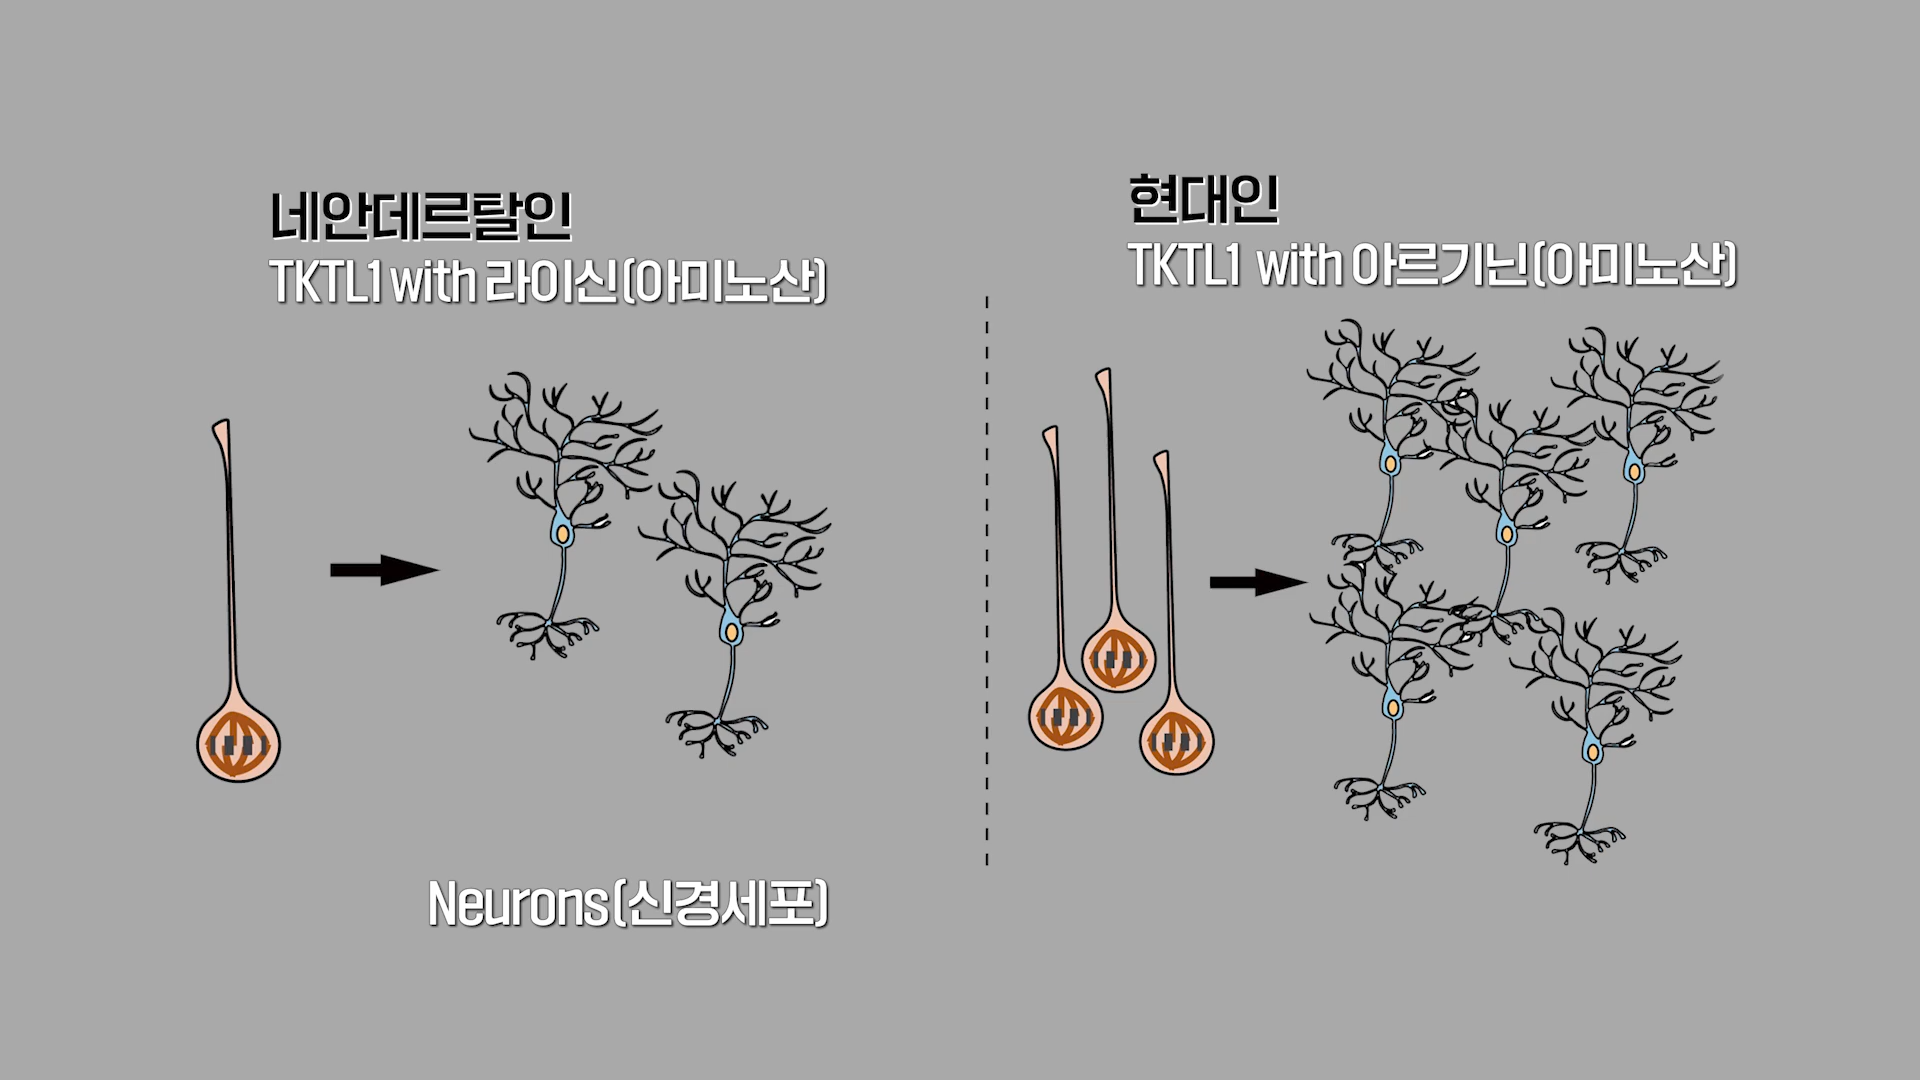 네안데르탈인
TKTL1 with 라이신(아미노산)
현대인
TKTL1 with 아르기닌(아미노산)
Neurons(신경세포)